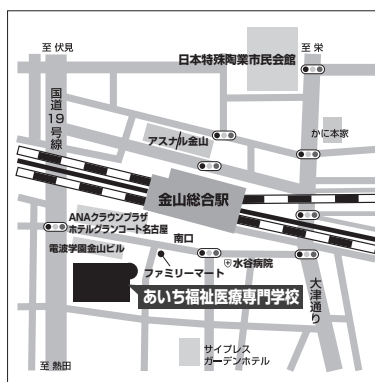 至 伏見
至 栄
日本特殊陶業市民会館
国道19号線
アスナル金山
かに本家
金山総合駅
ANAクラウンプラザ
ホテルグランコート名古屋
南口
電波学園金山ビル
水谷病院
ファミリーマート
あいち福祉医療専門学校
大津通り
サイプレス
ガーデンホテル
至 熱田